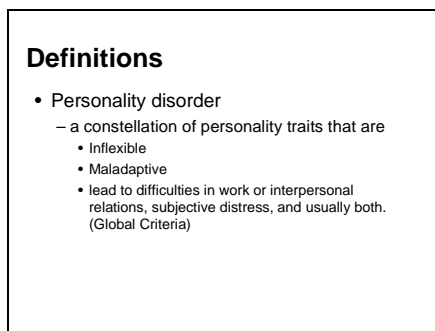 Definitions
• Personality disorder
– a constellation of personality traits that are
• Inflexible
• Maladaptive
• lead to difficulties in work or interpersonal
relations, subjective distress, and usually both.
(Global Criteria)